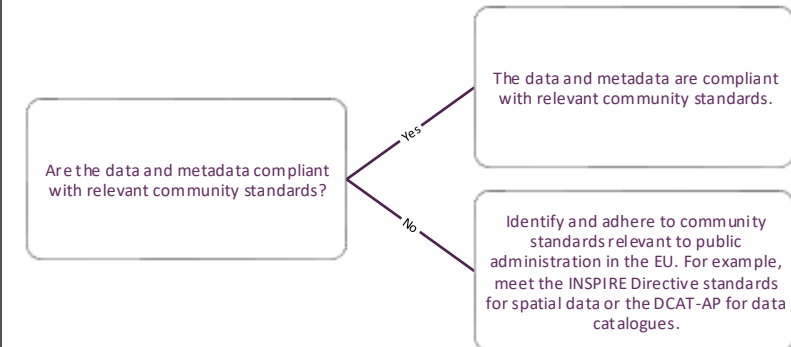 Are the data and metadata compliant
with relevant community standards?
Yes
The data and metadata are compliant
with relevant community standards.
No
Identify and adhere to community
standards relevant to public
administration in the EU. For example,
meet the INSPIRE Directive standards
for spatial data or the DCAT-AP for data
catalogues.